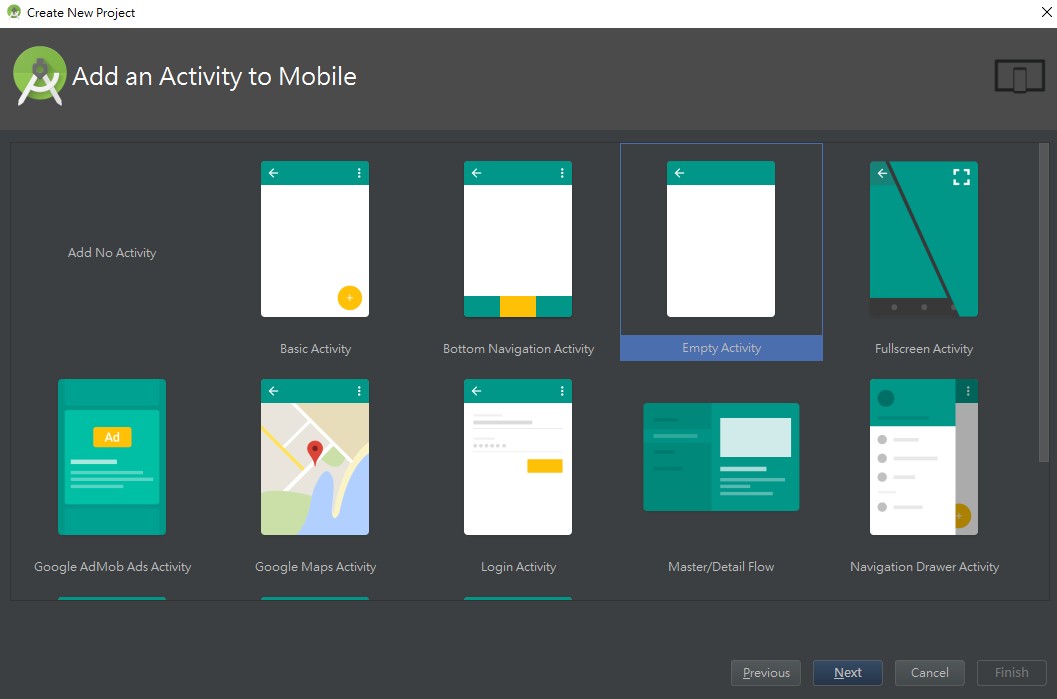 Create New Project
Add an Activity to Mobile
Add No Activity
Basic Activity
Bottom Navigation Activity
Empty Activity
Fullscreen Activity
Ad
Google AdMob Ads Activity
Google Maps Activity
Login Activity
Master/Detail Flow
Navigation Drawer Activity
Previous
Next
Cancel
Finish